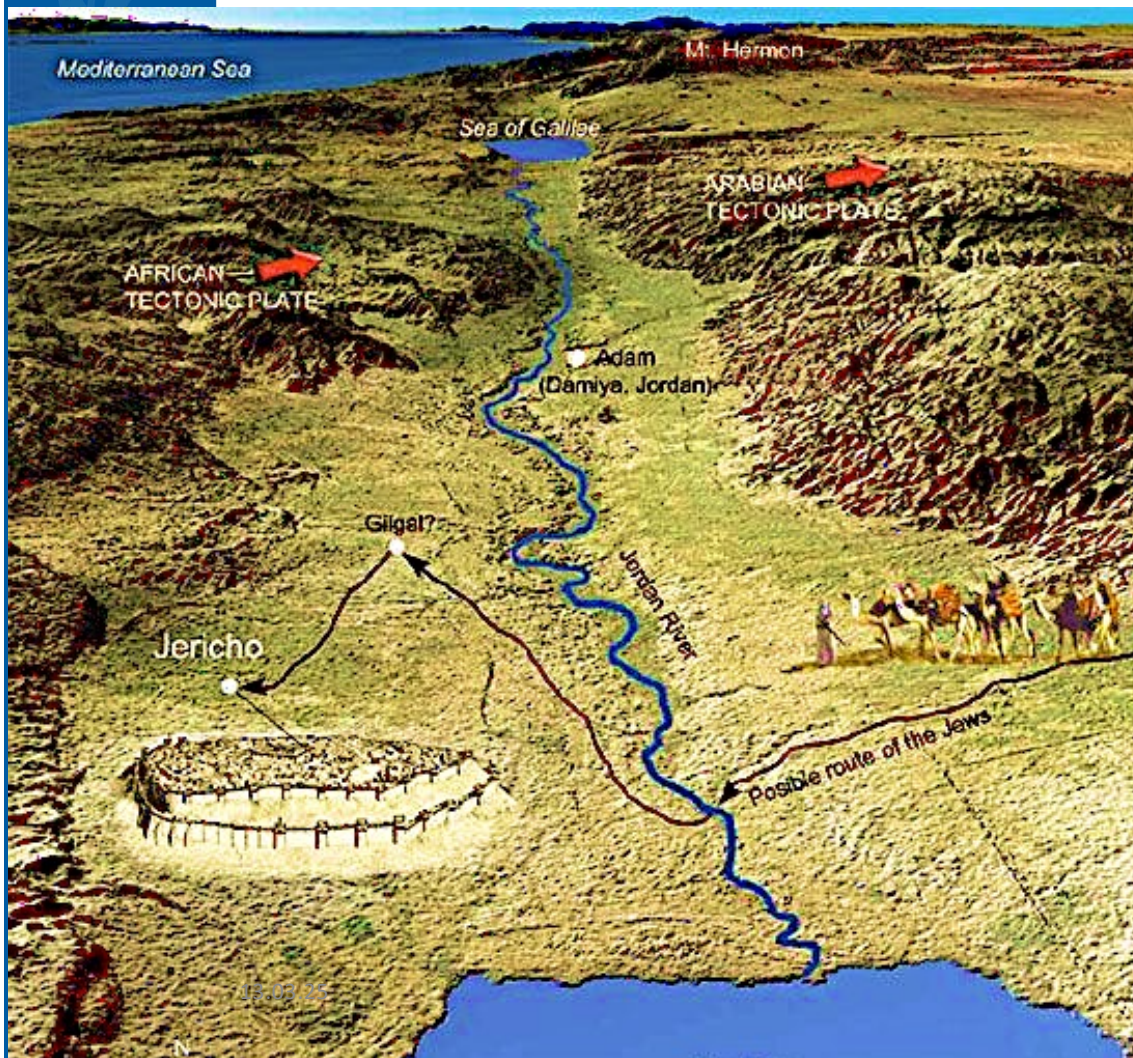 Mediterranean Sea
Mt. Hermon
Sea of Galilee
ARABIAN
TECTONIC PLATE
AFRICAN
TECTONIC PLATE
Adam
(Damiya, Jordan)
Gilgal?
Jordan River
Jericho
Posible route of the Jews
N